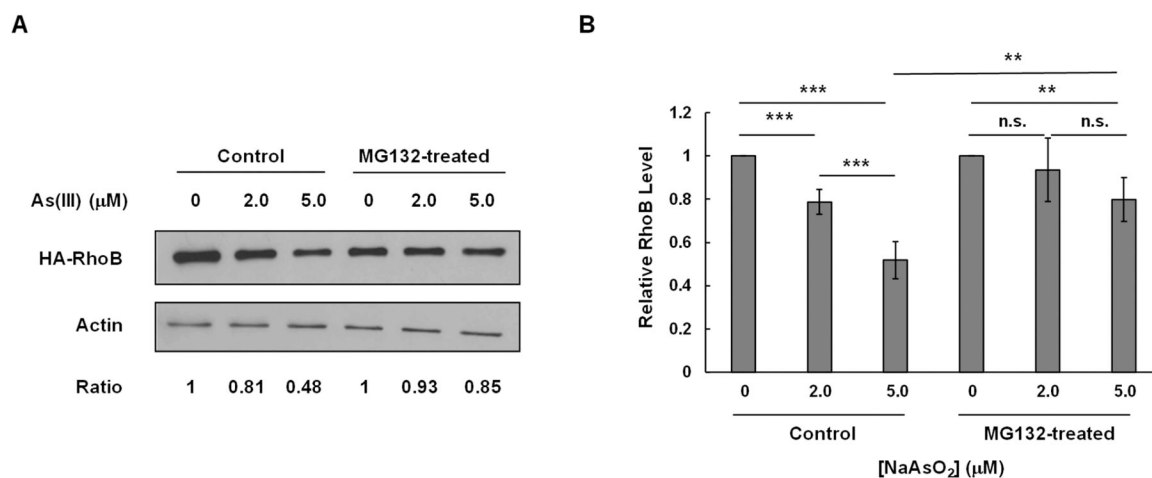 A
Control MG132-treated
As(III) (μM) 0 2.0 5.0 0 2.0 5.0
HA-RhoB
Actin
Ratio 1 0.81 0.48 1 0.93 0.85
B
**
*** **
*** n.s. n.s.
***
Relative RhoB Level
1.2
1
0.8
0.6
0.4
0.2
0
0 2.0 5.0 0 2.0 5.0
Control MG132-treated
[NaAsO₂] (μM)